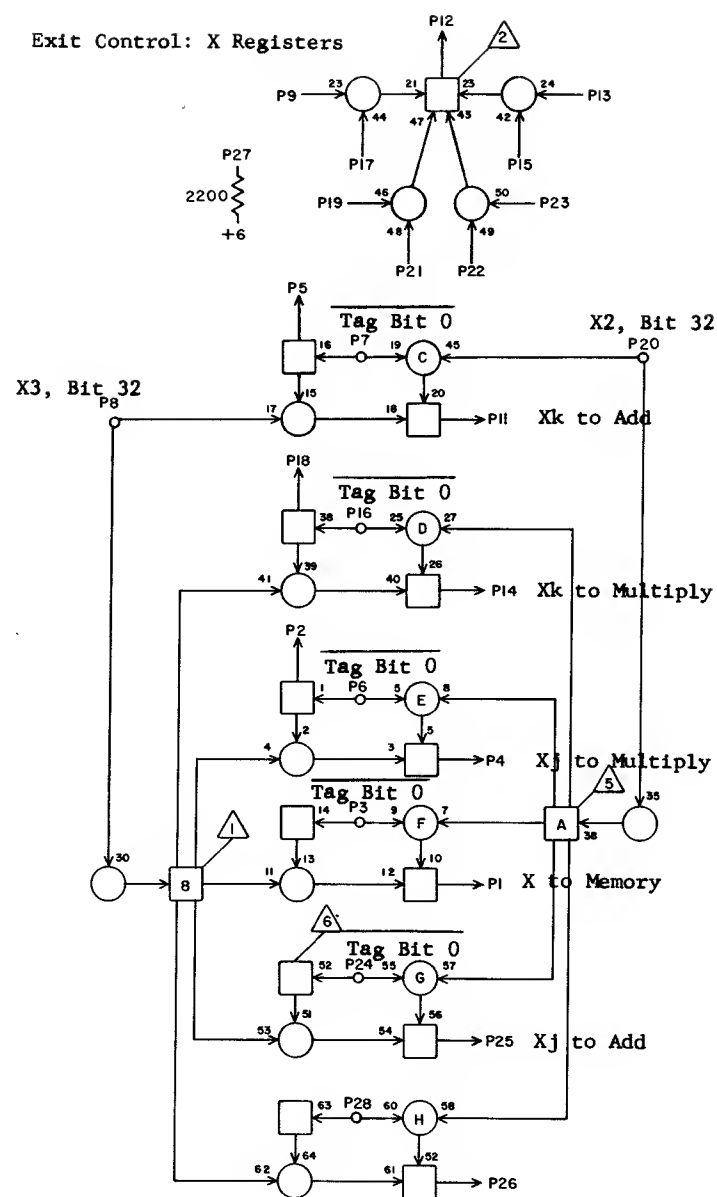 P12
Exit Control: X Registers
2
P9 23 21 23 24 P13
44 47 43 42
P17 P15
P27
2200
+6
P19 46 50 P23
48 49
P21 P22
P5
Tag Bit 0
X2, Bit 32
16 P7 19 C 45 P20
X3, Bit 32
P8
15 20
17 18 P11 Xk to Add
P18
Tag Bit 0
38 P16 25 D 27
39 26
41 40 P14 Xk to Multiply
P2
Tag Bit 0
1 P6 5 E 8
2 5
4 3 P4 Xj to Multiply
Tag Bit 0
5
14 P3 9 F 7 A 38 35
13 10
30 8 1 11 12 P1 X to Memory
6
Tag Bit 0
52 P24 55 G 57
51 56
53 54 P25 Xj to Add
63 P28 60 H 58
64 52
62 61 P26